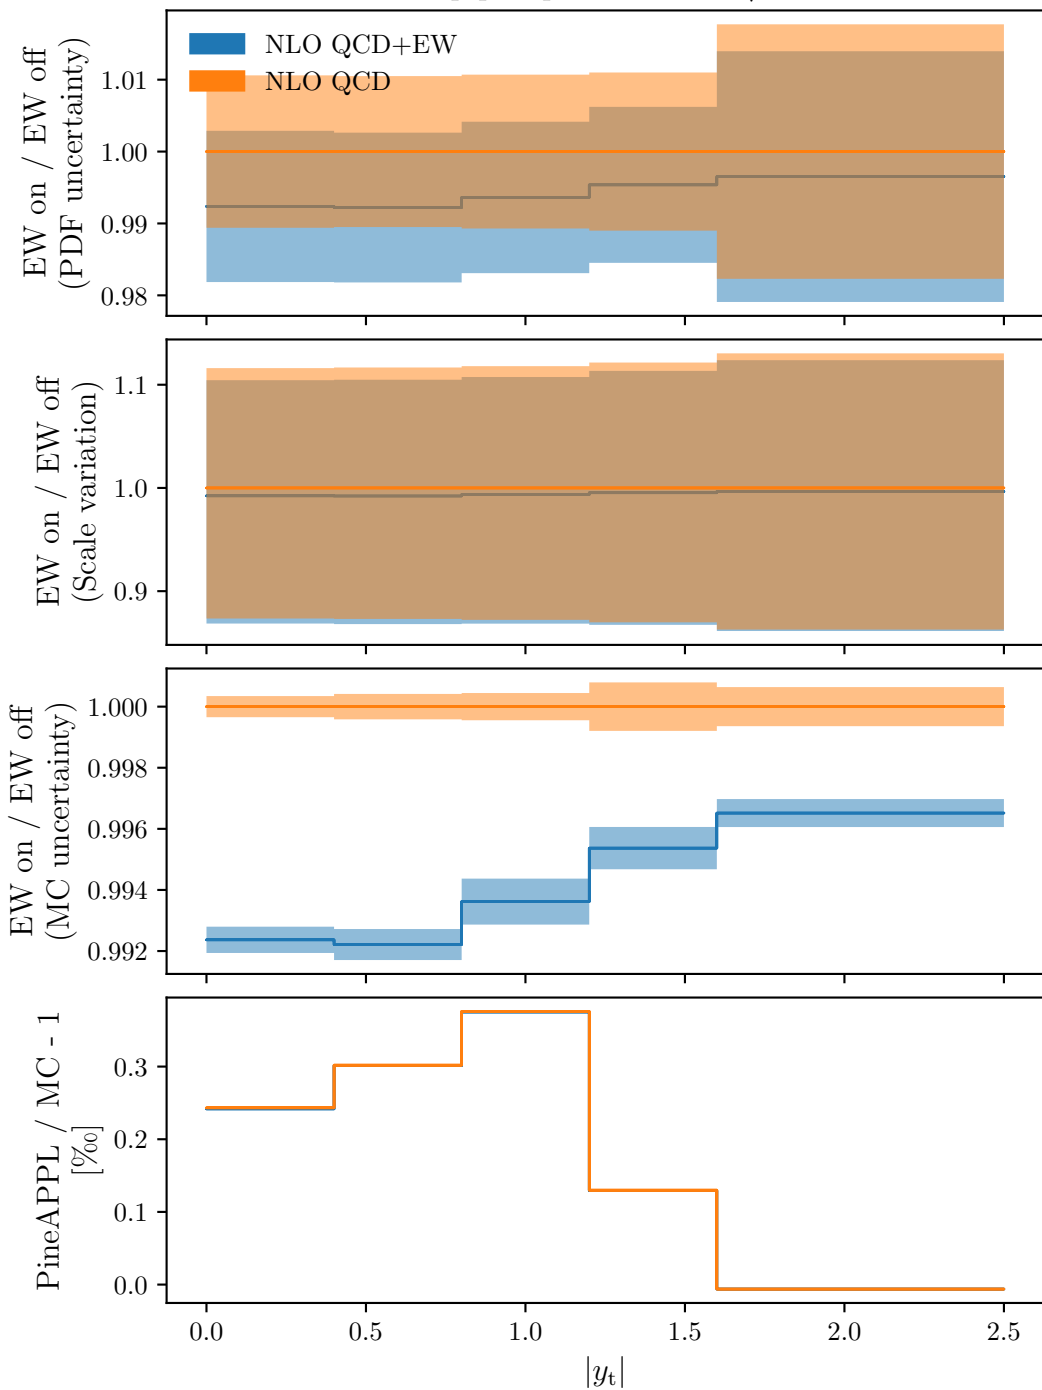 NLO QCD+EW
NLO QCD
EW on / EW off
(PDF uncertainty)
1.01
1.00
0.99
0.98
EW on / EW off
(Scale variation)
1.1
1.0
0.9
EW on / EW off
(MC uncertainty)
1.000
0.998
0.996
0.994
0.992
PineAPPL / MC - 1
[‰]
0.3
0.2
0.1
0.0
0.0 0.5 1.0 1.5 2.0 2.5
|y_t|